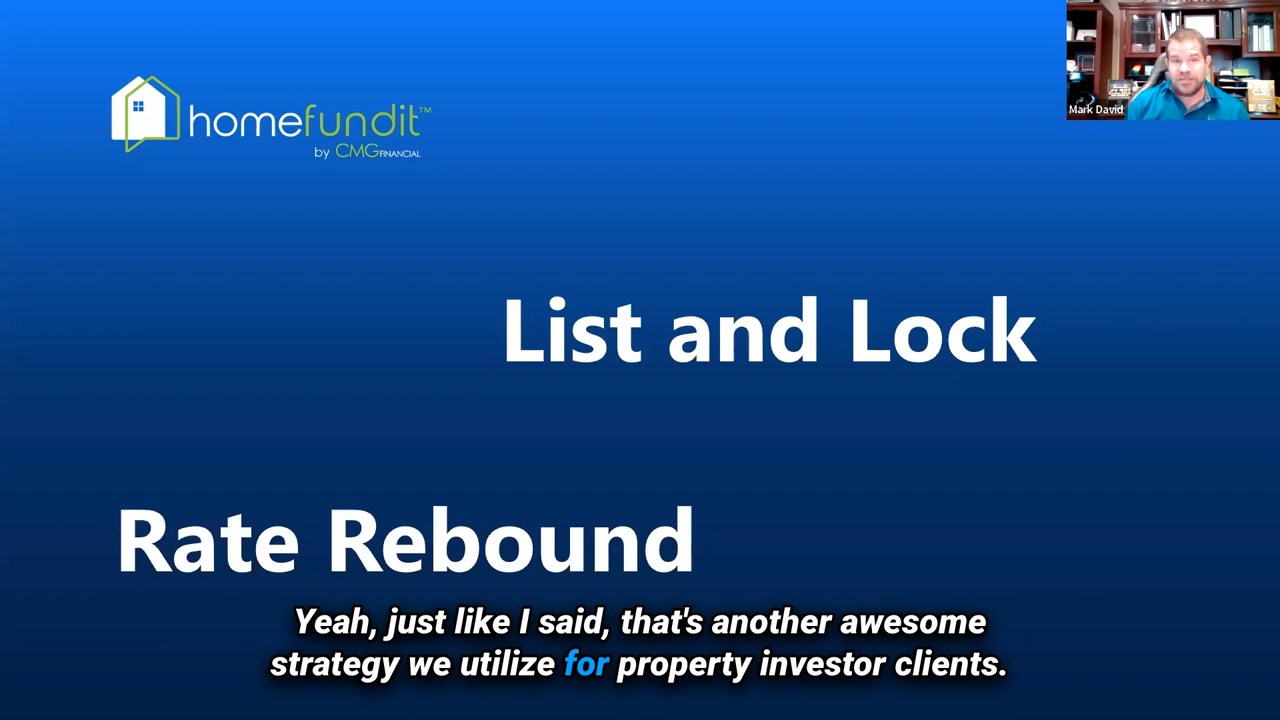 homefundit™
by CMG FINANCIAL
Mark David
List and Lock
Rate Rebound
Yeah, just like I said, that's another awesome
strategy we utilize for property investor clients.